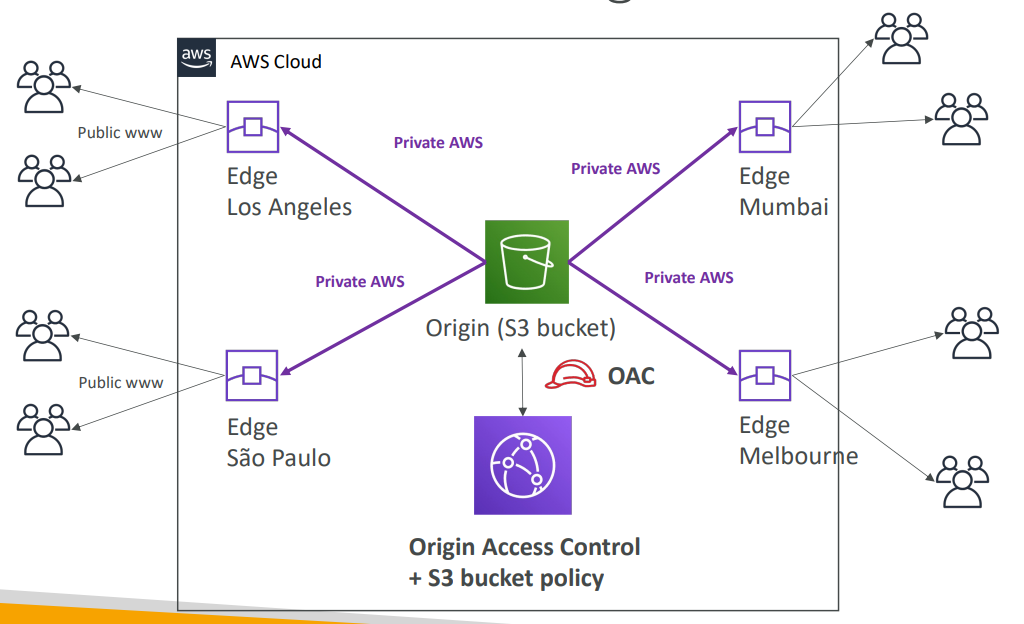 aws
AWS Cloud
Public www
Private AWS
Private AWS
Edge
Los Angeles
Edge
Mumbai
Private AWS
Private AWS
Origin (S3 bucket)
OAC
Public www
Edge
São Paulo
Edge
Melbourne
Origin Access Control
+ S3 bucket policy